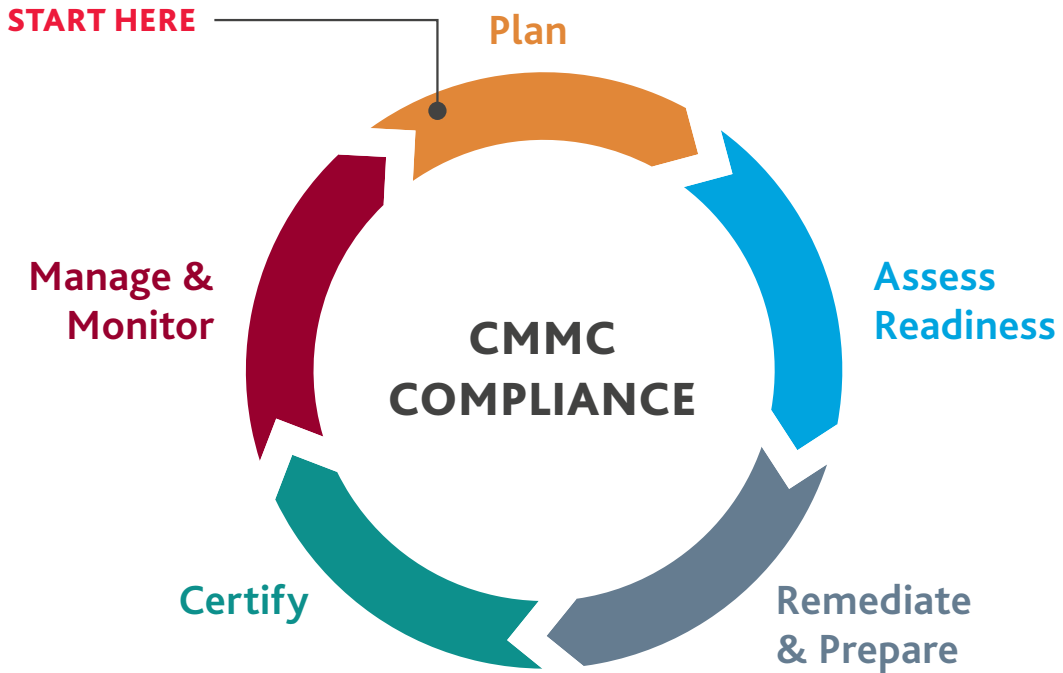 START HERE
Plan
Assess
Readiness
Remediate
& Prepare
Certify
Manage &
Monitor
CMMC
COMPLIANCE